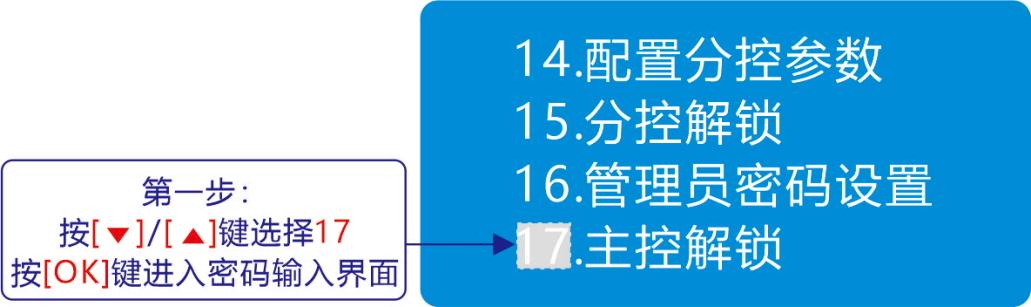 14.配置分控参数
15.分控解锁
16.管理员密码设置
17.主控解锁
第一步：
按[▼]/[▲]键选择17
按[OK]键进入密码输入界面